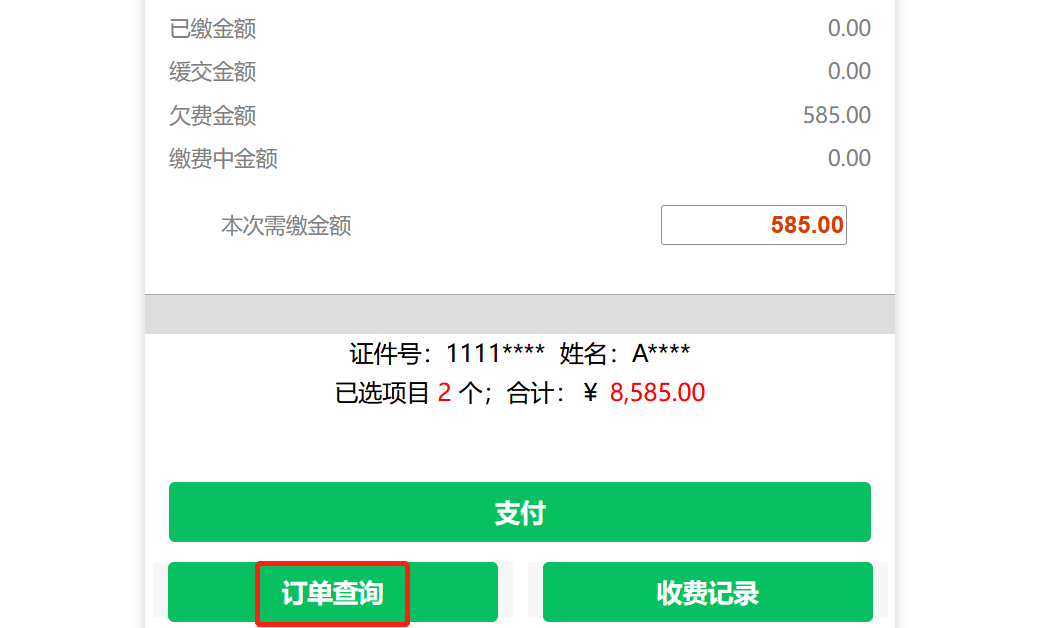 已缴金额 0.00
缓交金额 0.00
欠费金额 585.00
缴费中金额 0.00
本次需缴金额 585.00
证件号：1111**** 姓名：A****
已选项目 2 个；合计：¥ 8,585.00
支付
订单查询 收费记录